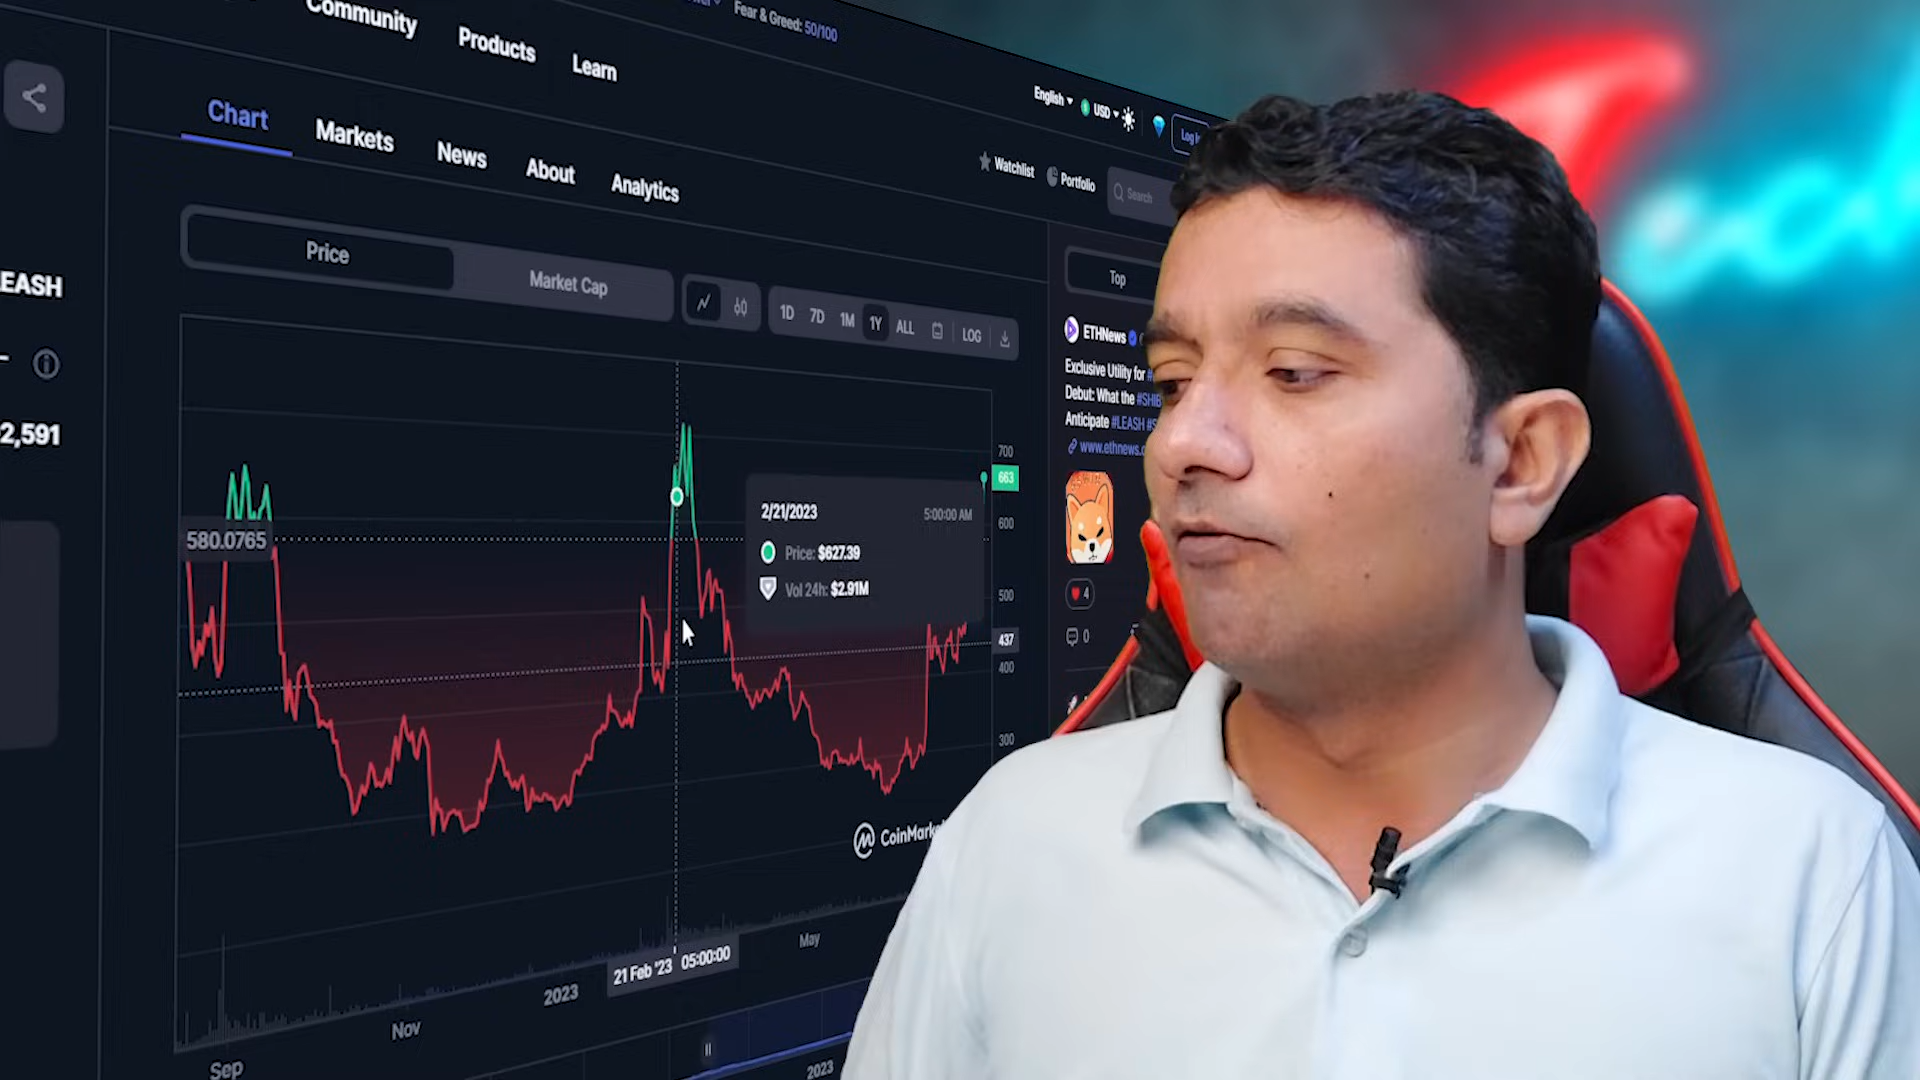 Community
Products
Learn
Fear & Greed: 50/100
English
USD
Watchlist
Portfolio
Search
Chart
Markets
News
About
Analytics
Price
Market Cap
1D
7D
1M
1Y
ALL
LOG
Top
EASH
2,591
ETHNews
Exclusive Utility for
Debut: What the #SHIB
Anticipate #LEASH
4
0
700
663
600
500
437
400
300
580.0765
2/21/2023
5:00:00 AM
Price: $627.39
Vol 24h: $2.91M
21 Feb '23 05:00:00
Sep
Nov
2023
May
2023